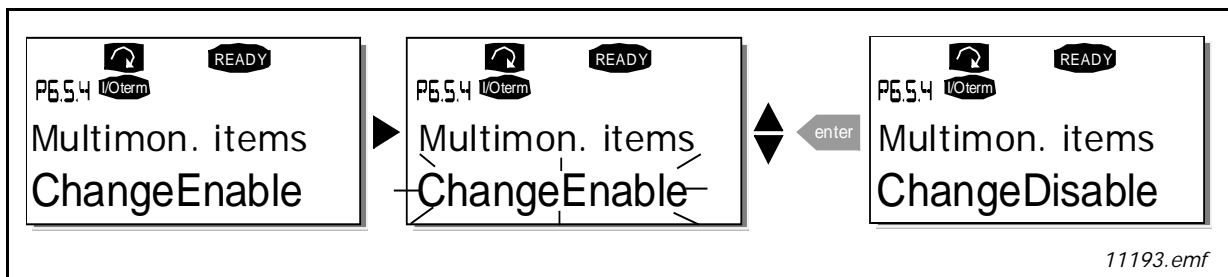 READY
P6.5.4 I/Oterm
Multimon. items
ChangeEnable
READY
P6.5.4 I/Oterm
Multimon. items
ChangeEnable
enter
READY
P6.5.4 I/Oterm
Multimon. items
ChangeDisable
11193.emf